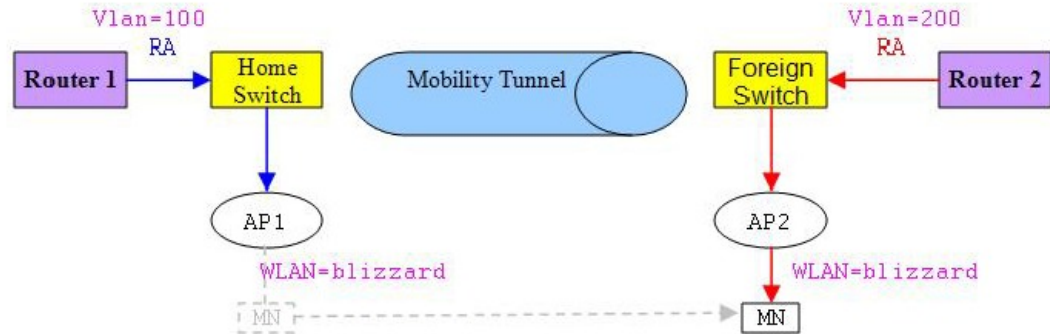 Vlan=100
Vlan=200
RA
RA
Router 1
Home
Switch
Mobility Tunnel
Foreign
Switch
Router 2
AP1
AP2
WLAN=blizzard
WLAN=blizzard
MN
MN